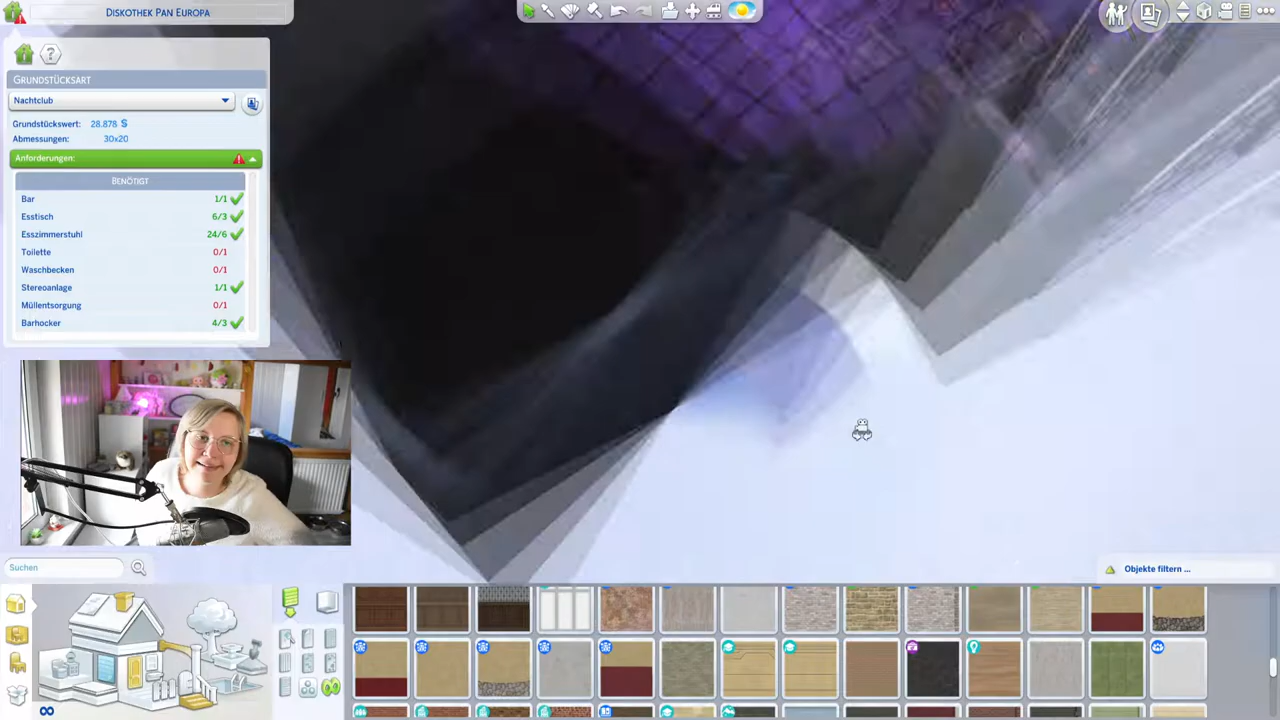 DISKOTHEK PAN EUROPA
GRUNDSTÜCKSART
Nachtclub
Grundstückswert: 28.878 $
Abmessungen: 30x20
Anforderungen:
BENÖTIGT
Bar 1/1
Esstisch 6/3
Esszimmerstuhl 24/6
Toilette 0/1
Waschbecken 0/1
Stereoanlage 1/1
Müllentsorgung 0/1
Barhocker 4/3
Suchen
Objekte filtern ...